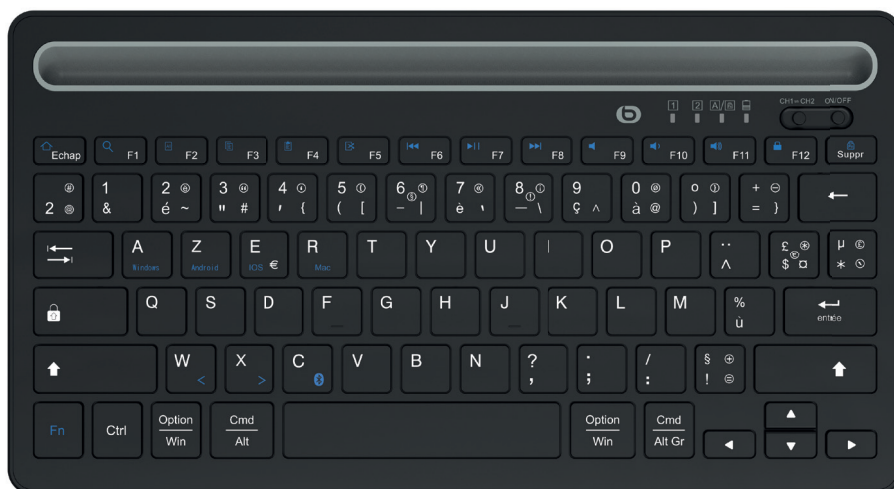 1 2 A/A CH1=CH2 ON/OFF
Echap F1 F2 F3 F4 F5 F6 F7 F8 F9 F10 F11 F12 Suppr
# 1 2 @ 3 4 5 6 7 8 9 0 o + −
2 @ & é ~ " # ' { ( [ - | è ` _ \ ç ^ à @ ) ] = }
A Z E R T Y U I O P ¨ £ µ
Windows Android IOS € Mac ^ $ ¤ *
Q S D F G H J K L M %
ù entrée
W X C V B N ? . / §
< > , ; : ! =
Fn Ctrl Option Cmd Option Cmd
Win Alt Win Alt Gr